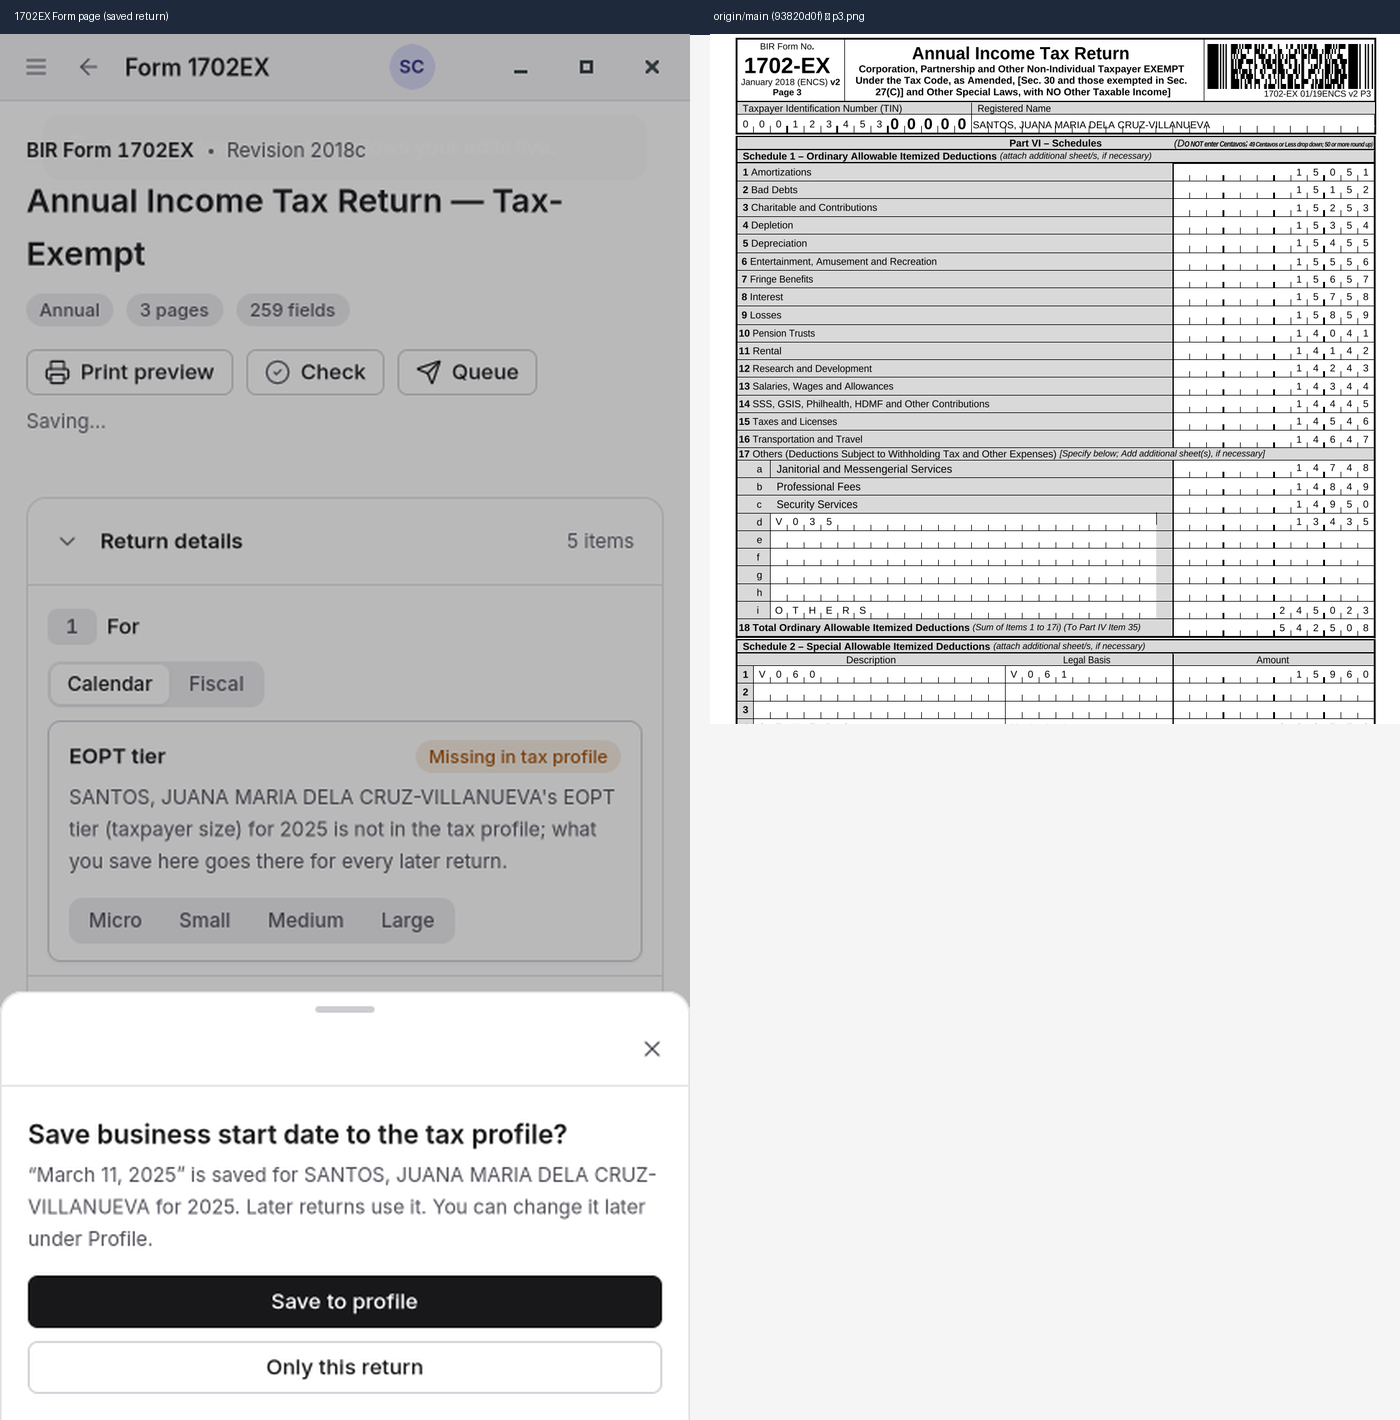 1702EX Form page (saved return)
origin/main (93820d0f) p3.png
Form 1702EX
SC
BIR Form 1702EX • Revision 2018c
Annual Income Tax Return — Tax-
Exempt
Annual
3 pages
259 fields
Print preview
Check
Queue
Saving...
Return details
5 items
1 For
Calendar
Fiscal
EOPT tier
Missing in tax profile
SANTOS, JUANA MARIA DELA CRUZ-VILLANUEVA's EOPT
tier (taxpayer size) for 2025 is not in the tax profile; what
you save here goes there for every later return.
Micro
Small
Medium
Large
Save business start date to the tax profile?
“March 11, 2025” is saved for SANTOS, JUANA MARIA DELA CRUZ-
VILLANUEVA for 2025. Later returns use it. You can change it later
under Profile.
Save to profile
Only this return
BIR Form No.
1702-EX
January 2018 (ENCS) v2
Page 3
Annual Income Tax Return
Corporation, Partnership and Other Non-Individual Taxpayer EXEMPT
Under the Tax Code, as Amended, [Sec. 30 and those exempted in Sec.
27(C)] and Other Special Laws, with NO Other Taxable Income]
1702-EX 01/19ENCS v2 P3
Taxpayer Identification Number (TIN)
Registered Name
0 0 0 1 2 3 4 5 3 0 0 0 0 0
SANTOS, JUANA MARIA DELA CRUZ-VILLANUEVA
Part VI – Schedules
(Do NOT enter Centavos; 49 Centavos or Less drop down; 50 or more round up)
Schedule 1 – Ordinary Allowable Itemized Deductions (attach additional sheet/s, if necessary)
1 Amortizations 1 5 0 5 1
2 Bad Debts 1 5 1 5 2
3 Charitable and Contributions 1 5 2 5 3
4 Depletion 1 5 3 5 4
5 Depreciation 1 5 4 5 5
6 Entertainment, Amusement and Recreation 1 5 5 5 6
7 Fringe Benefits 1 5 6 5 7
8 Interest 1 5 7 5 8
9 Losses 1 5 8 5 9
10 Pension Trusts 1 4 0 4 1
11 Rental 1 4 1 4 2
12 Research and Development 1 4 2 4 3
13 Salaries, Wages and Allowances 1 4 3 4 4
14 SSS, GSIS, Philhealth, HDMF and Other Contributions 1 4 4 4 5
15 Taxes and Licenses 1 4 5 4 6
16 Transportation and Travel 1 4 6 4 7
17 Others (Deductions Subject to Withholding Tax and Other Expenses) [Specify below; Add additional sheet(s), if necessary]
a Janitorial and Messengerial Services 1 4 7 4 8
b Professional Fees 1 4 8 4 9
c Security Services 1 4 9 5 0
d V 0 3 5 1 3 4 3 5
e
f
g
h
i O T H E R S 2 4 5 0 2 3
18 Total Ordinary Allowable Itemized Deductions (Sum of Items 1 to 17i) (To Part IV Item 35) 5 4 2 5 0 8
Schedule 2 – Special Allowable Itemized Deductions (attach additional sheet/s, if necessary)
Description
Legal Basis
Amount
1 V 0 6 0 V 0 6 1 1 5 9 6 0
2
3